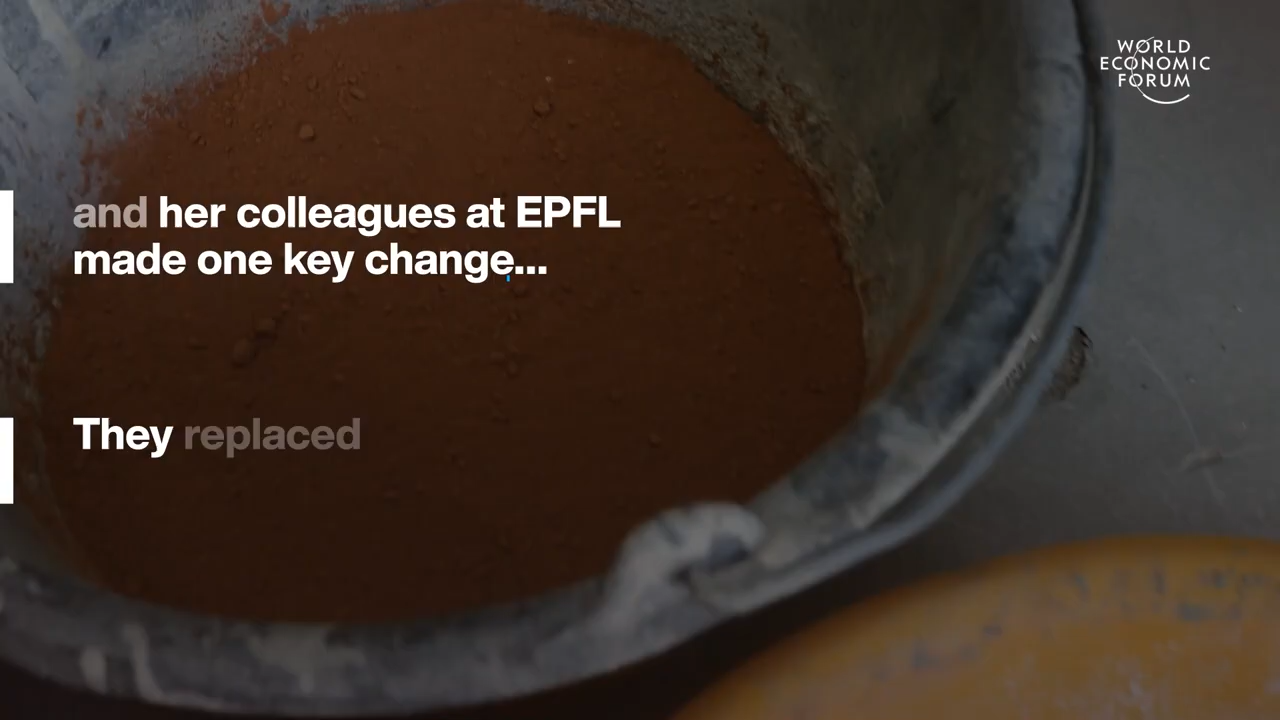 WORLD
ECONOMIC
FORUM
and her colleagues at EPFL
made one key change...
They replaced